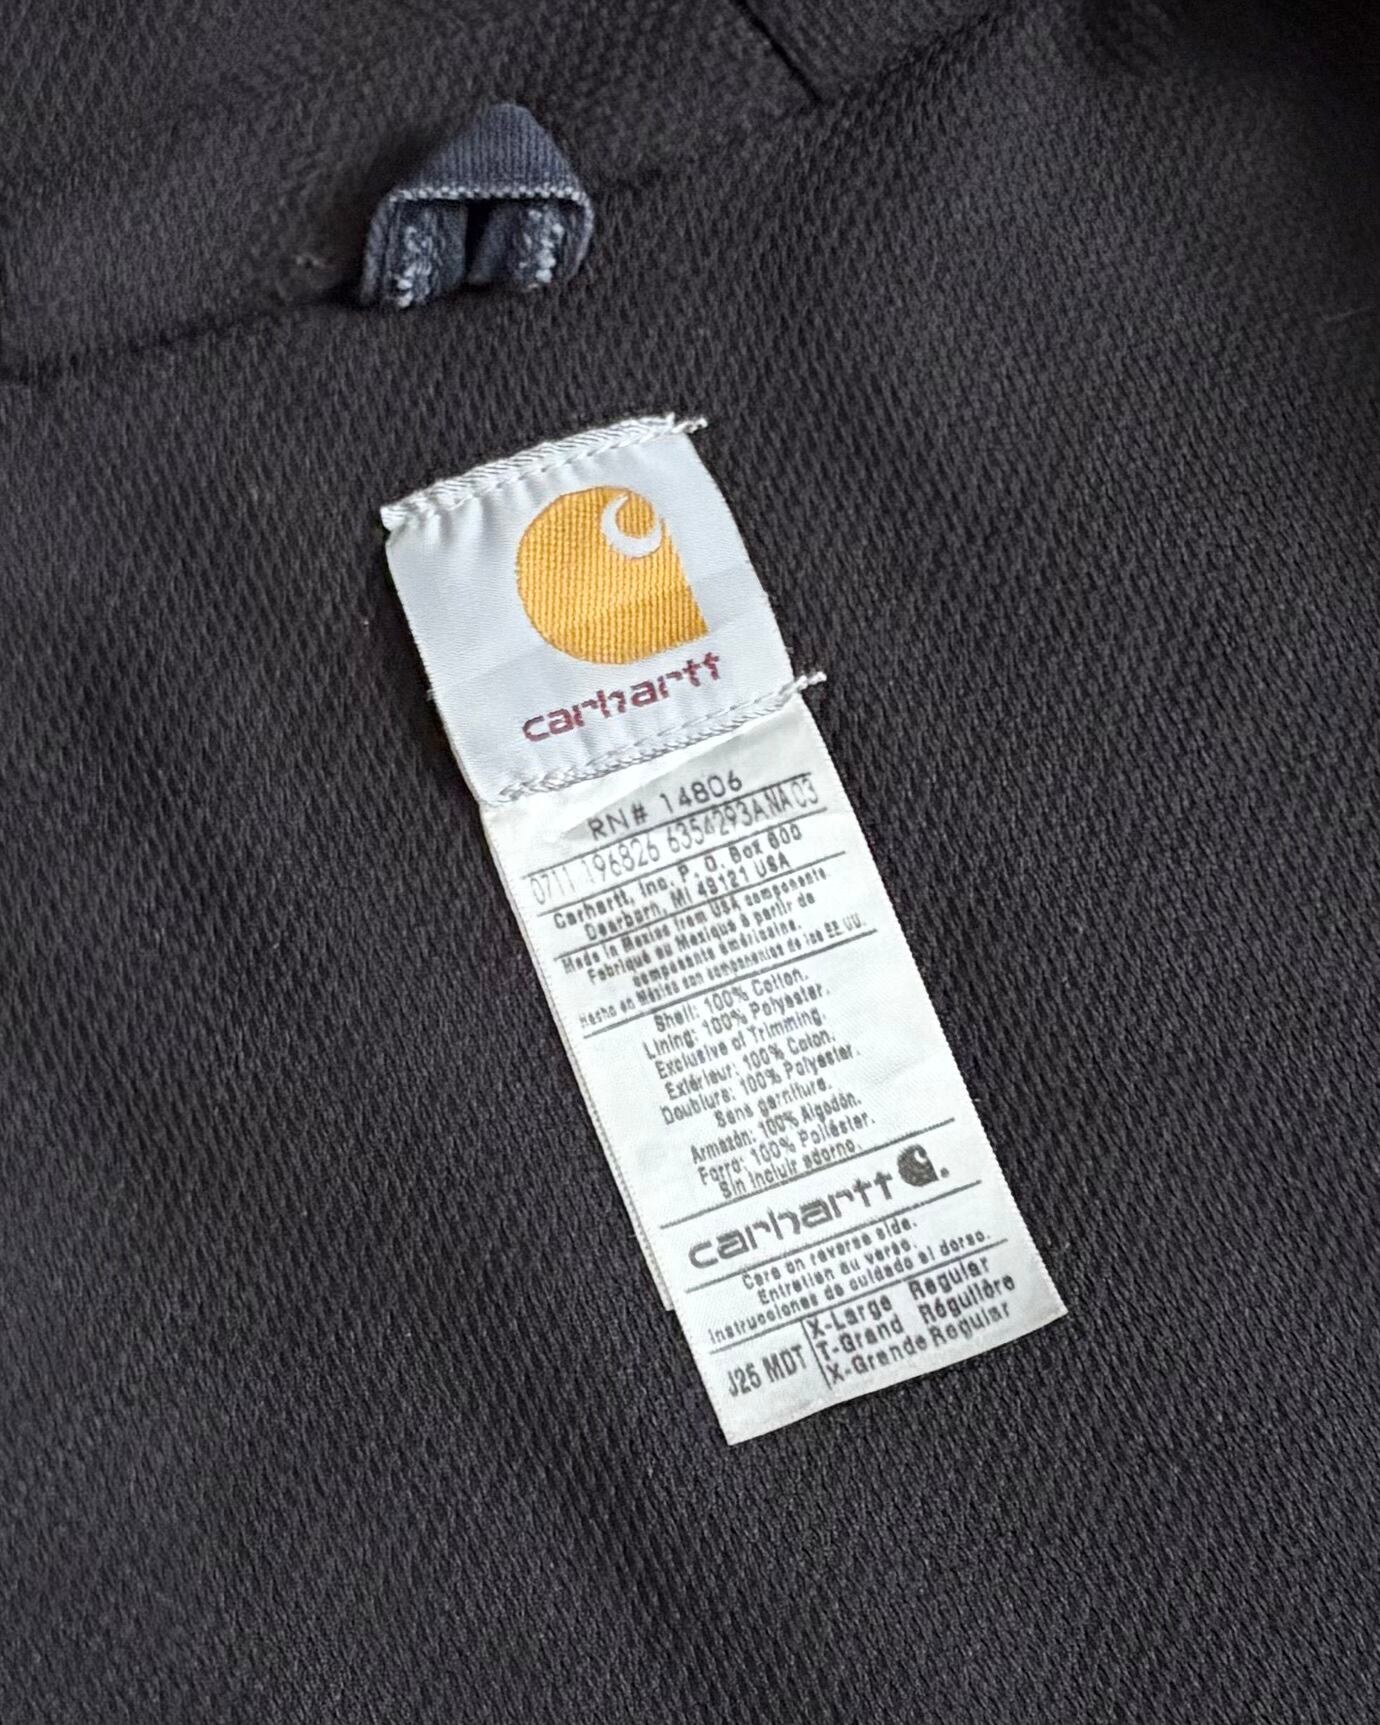 carhartt
RN# 14806
0711 196826 6354293ANA03
Carhartt, Inc. P.O. Box 600
Dearborn, MI 48121 USA
Made in Mexico from USA components
Fabriqué au Mexique à partir de
composants américains.
Hecho en México con componentes de los EE UU.
Shell: 100% Cotton.
Lining: 100% Polyester.
Exclusive of Trimming.
Extérieur: 100% Coton.
Doublure: 100% Polyester.
Sans garniture.
Armazón: 100% Algodón.
Forro: 100% Poliéster.
Sin incluir adorno.
carhartt
Care on reverse side.
Entretien au verso.
Instrucciones de cuidado al dorso.
J25 MDT
X-Large Regular
T-Grand Régulière
X-Grande Regular